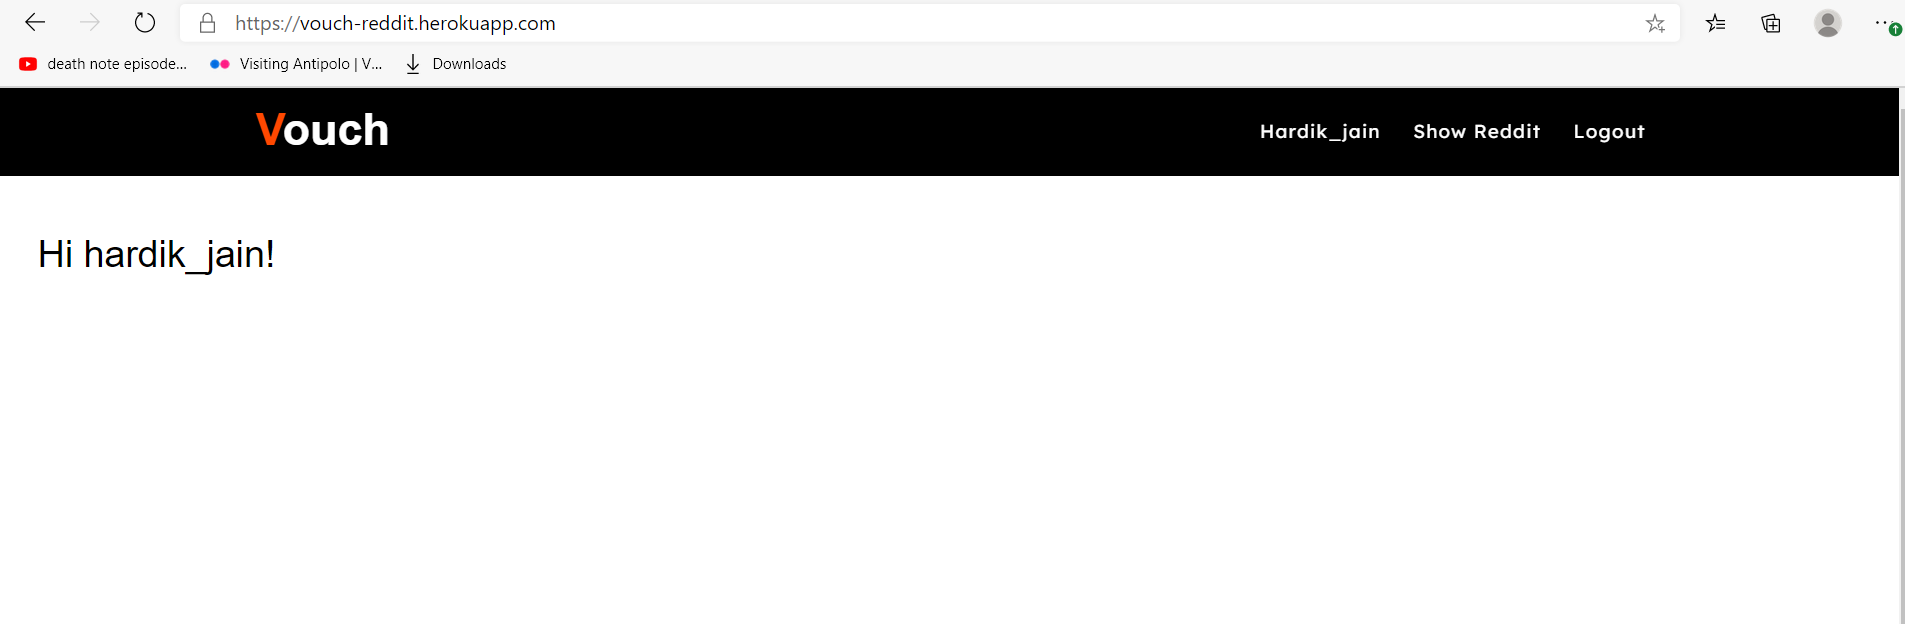 https://vouch-reddit.herokuapp.com
death note episode... Visiting Antipolo | V... Downloads
Vouch Hardik_jain Show Reddit Logout
Hi hardik_jain!